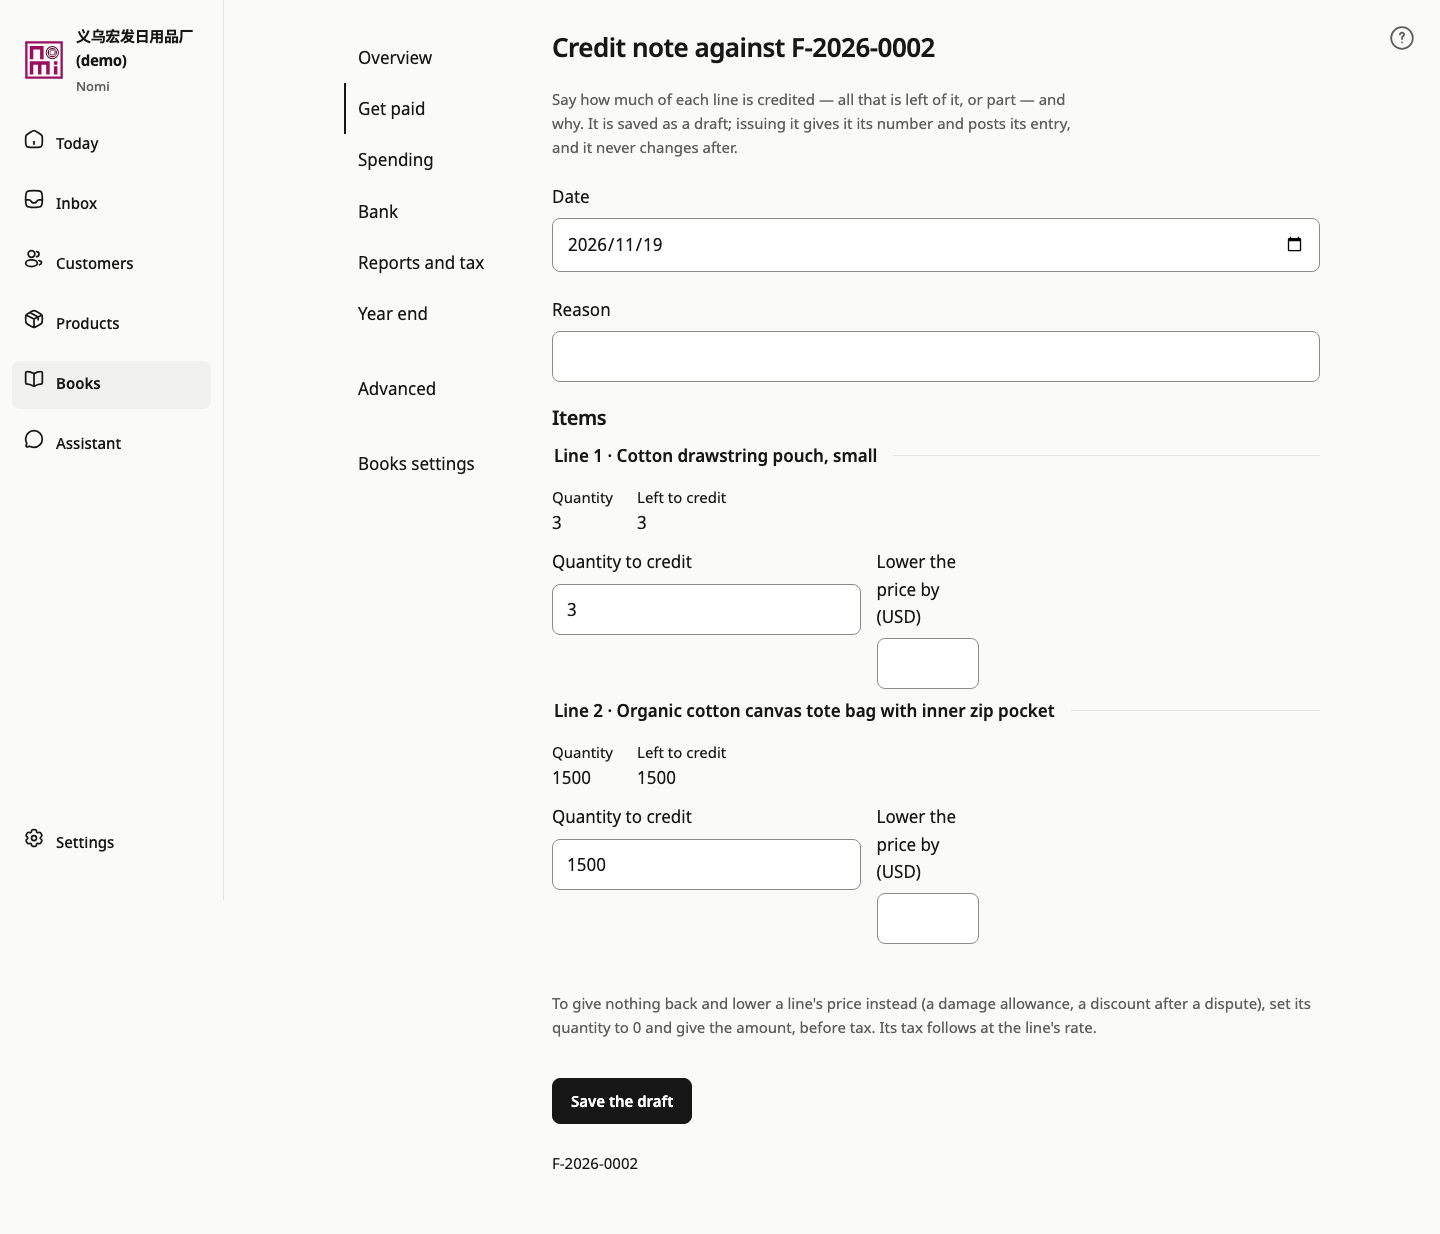 义乌宏发日用品厂
(demo)
Nomi
Today
Inbox
Customers
Products
Books
Assistant
Settings
Overview
Get paid
Spending
Bank
Reports and tax
Year end
Advanced
Books settings
Credit note against F-2026-0002
Say how much of each line is credited — all that is left of it, or part — and
why. It is saved as a draft; issuing it gives it its number and posts its entry,
and it never changes after.
Date
2026/11/19
Reason
Items
Line 1 · Cotton drawstring pouch, small
Quantity Left to credit
3 3
Quantity to credit
3
Lower the
price by
(USD)
Line 2 · Organic cotton canvas tote bag with inner zip pocket
Quantity Left to credit
1500 1500
Quantity to credit
1500
Lower the
price by
(USD)
To give nothing back and lower a line's price instead (a damage allowance, a discount after a dispute), set its
quantity to 0 and give the amount, before tax. Its tax follows at the line's rate.
Save the draft
F-2026-0002